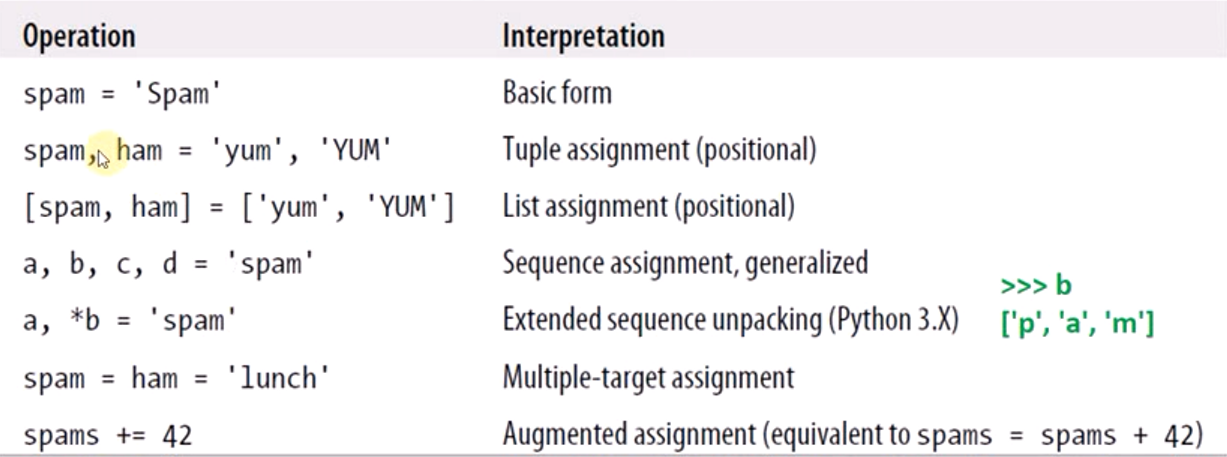 Operation Interpretation
spam = 'Spam' Basic form
spam, ham = 'yum', 'YUM' Tuple assignment (positional)
[spam, ham] = ['yum', 'YUM'] List assignment (positional)
a, b, c, d = 'spam' Sequence assignment, generalized
>>> b
a, *b = 'spam' Extended sequence unpacking (Python 3.X) ['p', 'a', 'm']
spam = ham = 'lunch' Multiple-target assignment
spams += 42 Augmented assignment (equivalent to spams = spams + 42)